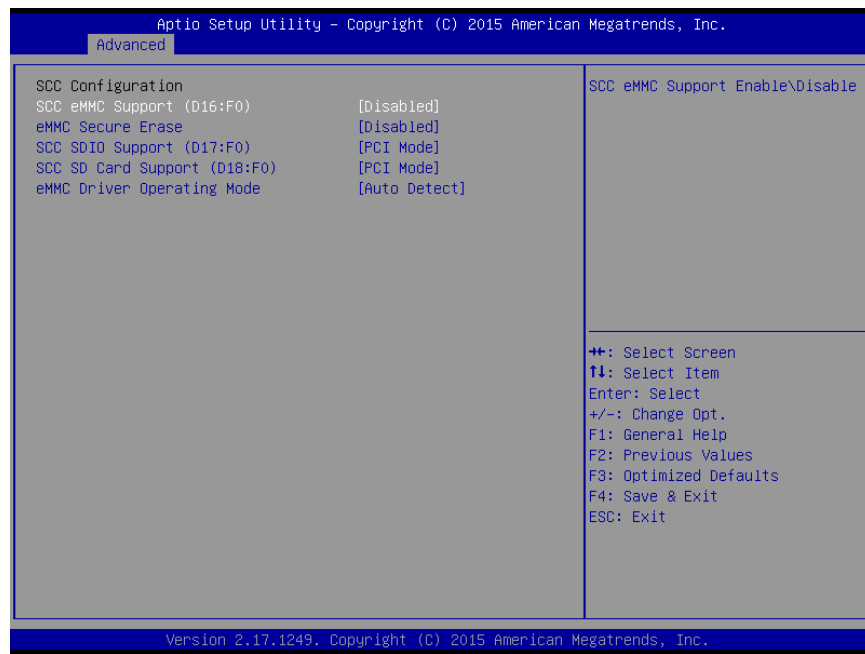 Aptio Setup Utility – Copyright (C) 2015 American Megatrends, Inc.
Advanced
SCC Configuration
SCC eMMC Support (D16:F0) [Disabled]
eMMC Secure Erase [Disabled]
SCC SDIO Support (D17:F0) [PCI Mode]
SCC SD Card Support (D18:F0) [PCI Mode]
eMMC Driver Operating Mode [Auto Detect]
SCC eMMC Support Enable\Disable
→←: Select Screen
↑↓: Select Item
Enter: Select
+/-: Change Opt.
F1: General Help
F2: Previous Values
F3: Optimized Defaults
F4: Save & Exit
ESC: Exit
Version 2.17.1249. Copyright (C) 2015 American Megatrends, Inc.